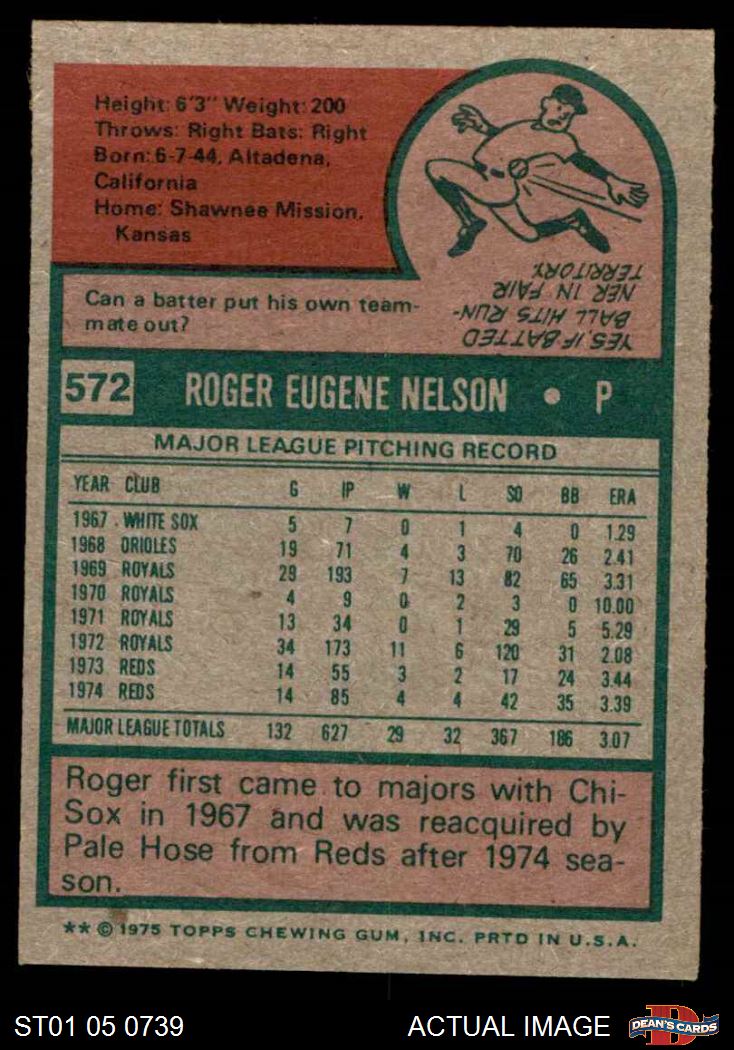 Height: 6'3" Weight: 200
Throws: Right Bats: Right
Born: 6-7-44, Altadena,
California
Home: Shawnee Mission,
Kansas
Can a batter put his own team-
mate out?
YES, IF BATTED
BALL HITS RUN-
NER IN FAIR
TERRITORY.
572 ROGER EUGENE NELSON • P
MAJOR LEAGUE PITCHING RECORD
YEAR CLUB G IP W L SO BB ERA
1967 WHITE SOX 5 7 0 1 4 0 1.29
1968 ORIOLES 19 71 4 3 70 26 2.41
1969 ROYALS 29 193 7 13 82 65 3.31
1970 ROYALS 4 9 0 2 3 0 10.00
1971 ROYALS 13 34 0 1 29 5 5.29
1972 ROYALS 34 173 11 6 120 31 2.08
1973 REDS 14 55 3 2 17 24 3.44
1974 REDS 14 85 4 4 42 35 3.39
MAJOR LEAGUE TOTALS 132 627 29 32 367 186 3.07
Roger first came to majors with Chi-
Sox in 1967 and was reacquired by
Pale Hose from Reds after 1974 sea-
son.
** © 1975 TOPPS CHEWING GUM, INC. PRTD IN U.S.A.
ST01 05 0739 ACTUAL IMAGE DEAN'S CARDS